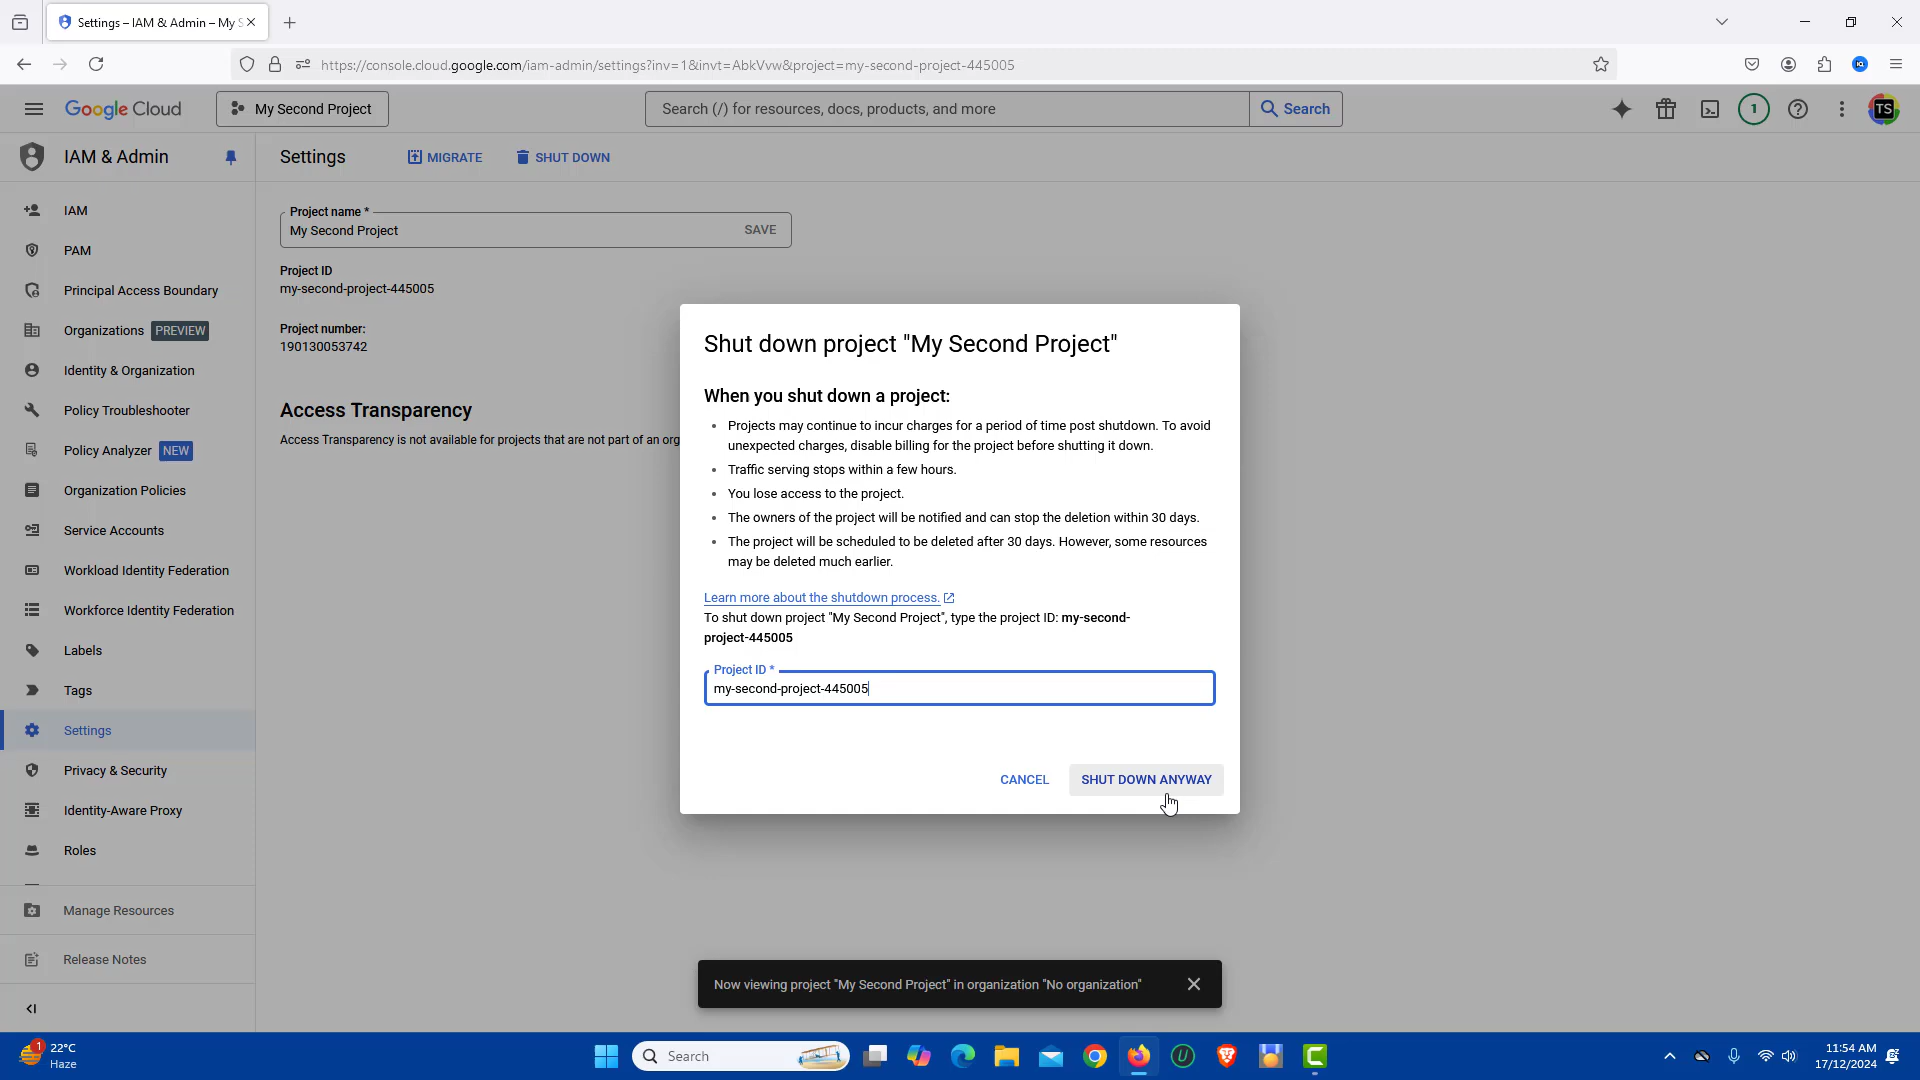 Settings – IAM & Admin – My S
https://console.cloud.google.com/iam-admin/settings?inv=1&invt=AbkVvw&project=my-second-project-445005
Google Cloud
My Second Project
Search (/) for resources, docs, products, and more
Search
1
TS
IAM & Admin
Settings
MIGRATE
SHUT DOWN
IAM
PAM
Principal Access Boundary
Organizations PREVIEW
Identity & Organization
Policy Troubleshooter
Policy Analyzer NEW
Organization Policies
Service Accounts
Workload Identity Federation
Workforce Identity Federation
Labels
Tags
Settings
Privacy & Security
Identity-Aware Proxy
Roles
Manage Resources
Release Notes
Project name *
My Second Project
SAVE
Project ID
my-second-project-445005
Project number:
190130053742
Access Transparency
Access Transparency is not available for projects that are not part of an org
Shut down project "My Second Project"
When you shut down a project:
• Projects may continue to incur charges for a period of time post shutdown. To avoid
unexpected charges, disable billing for the project before shutting it down.
• Traffic serving stops within a few hours.
• You lose access to the project.
• The owners of the project will be notified and can stop the deletion within 30 days.
• The project will be scheduled to be deleted after 30 days. However, some resources
may be deleted much earlier.
Learn more about the shutdown process.
To shut down project "My Second Project", type the project ID: my-second-
project-445005
Project ID *
my-second-project-445005
CANCEL
SHUT DOWN ANYWAY
Now viewing project "My Second Project" in organization "No organization"
1
22°C
Haze
Search
11:54 AM
17/12/2024